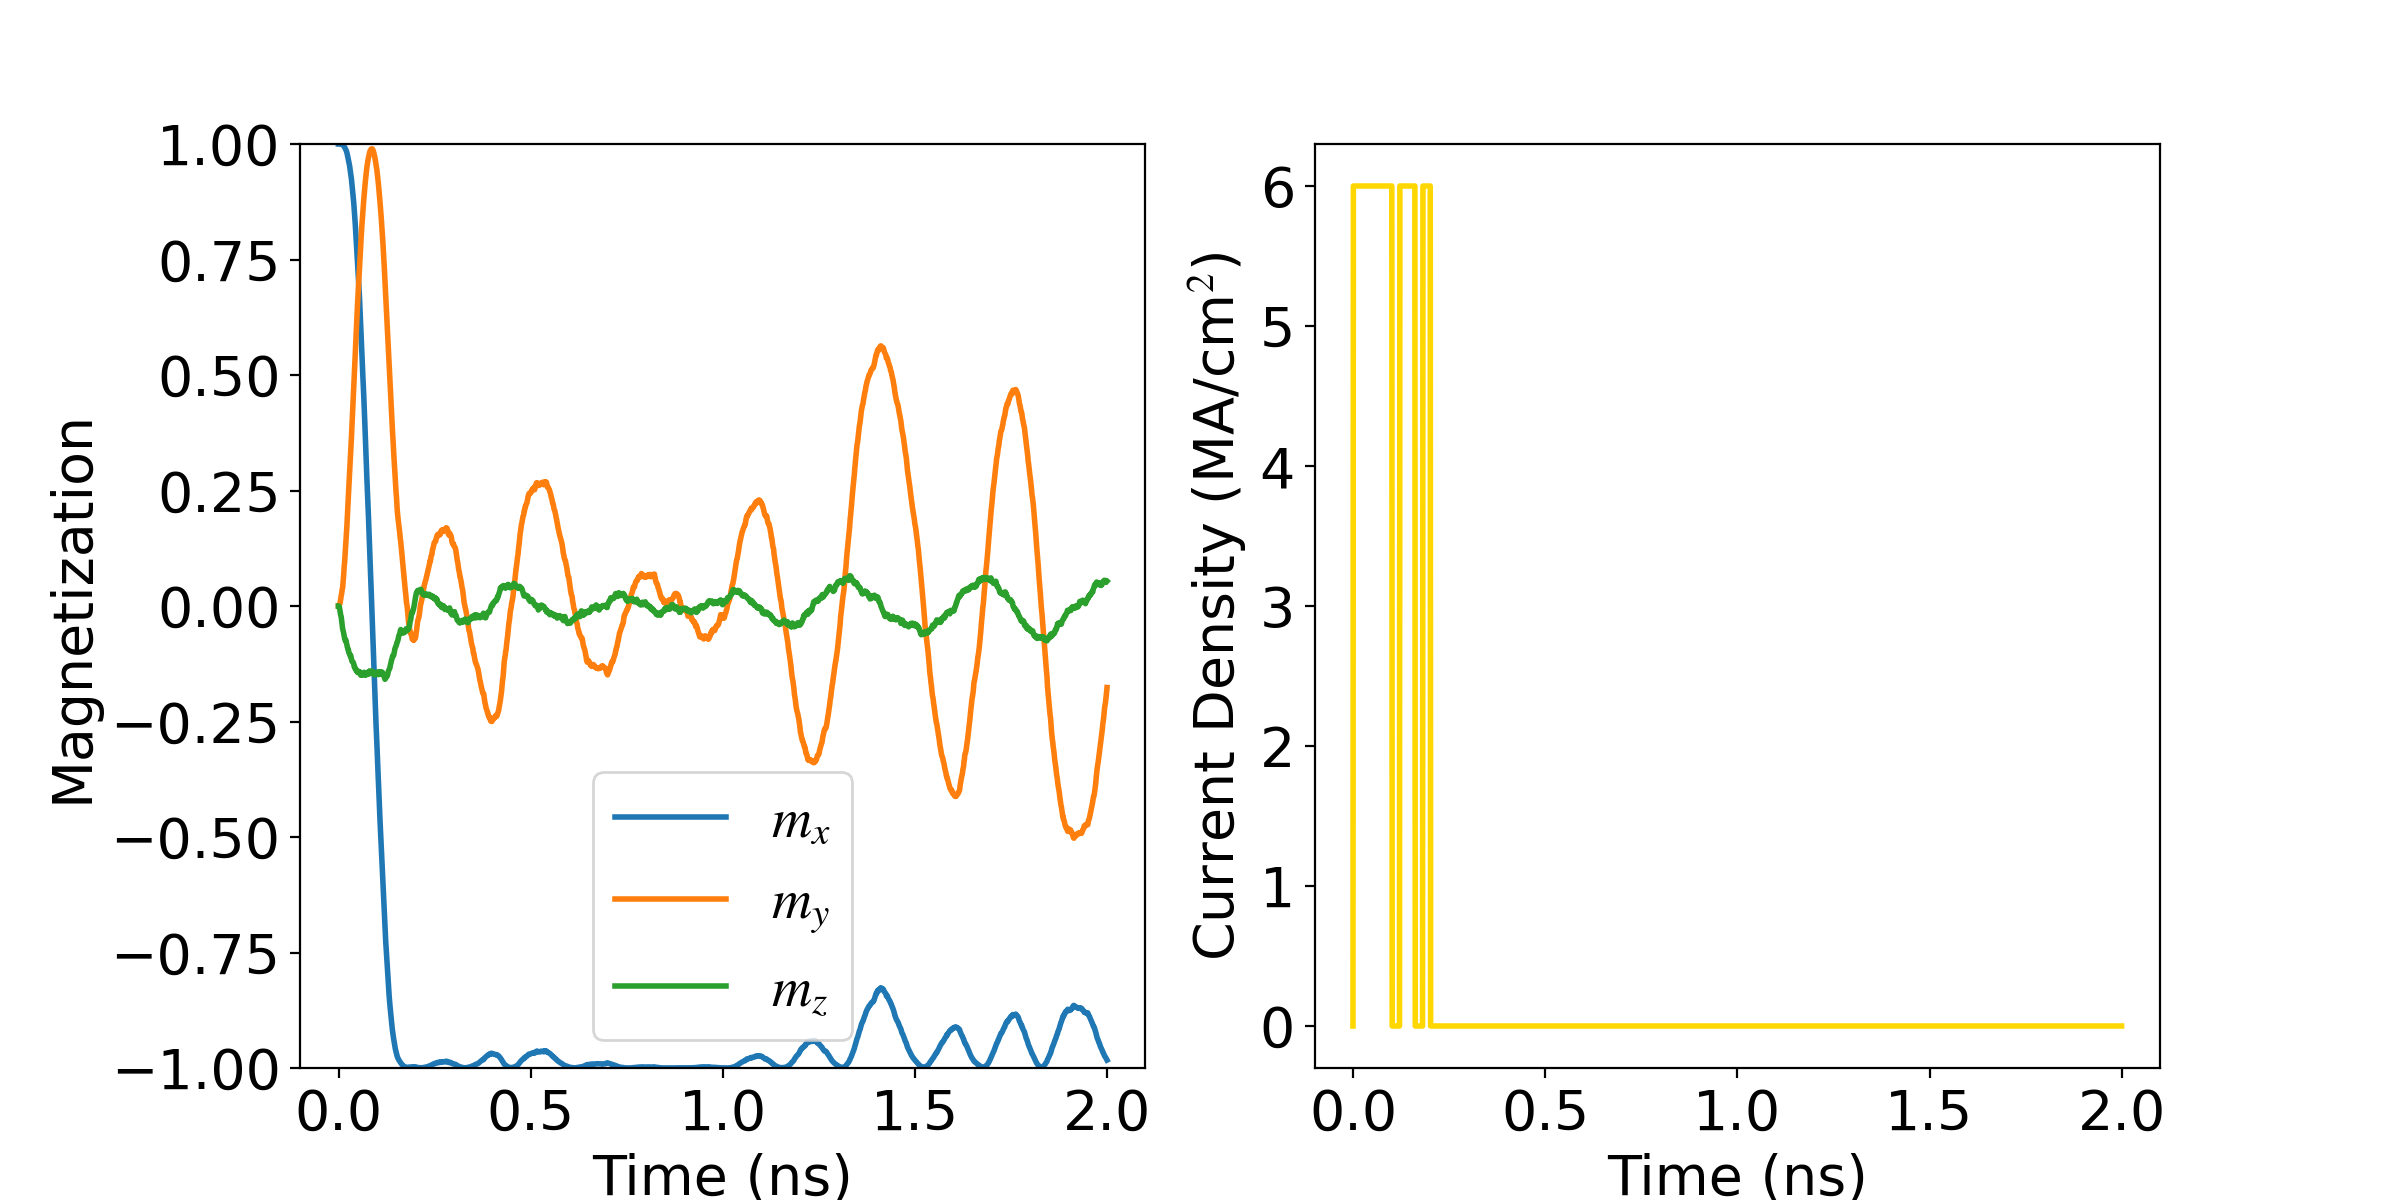 1.00
0.75
0.50
0.25
0.00
−0.25
−0.50
−0.75
−1.00
Magnetization
0.0 0.5 1.0 1.5 2.0
Time (ns)
m_x
m_y
m_z
6
5
4
3
2
1
0
Current Density (MA/cm²)
0.0 0.5 1.0 1.5 2.0
Time (ns)